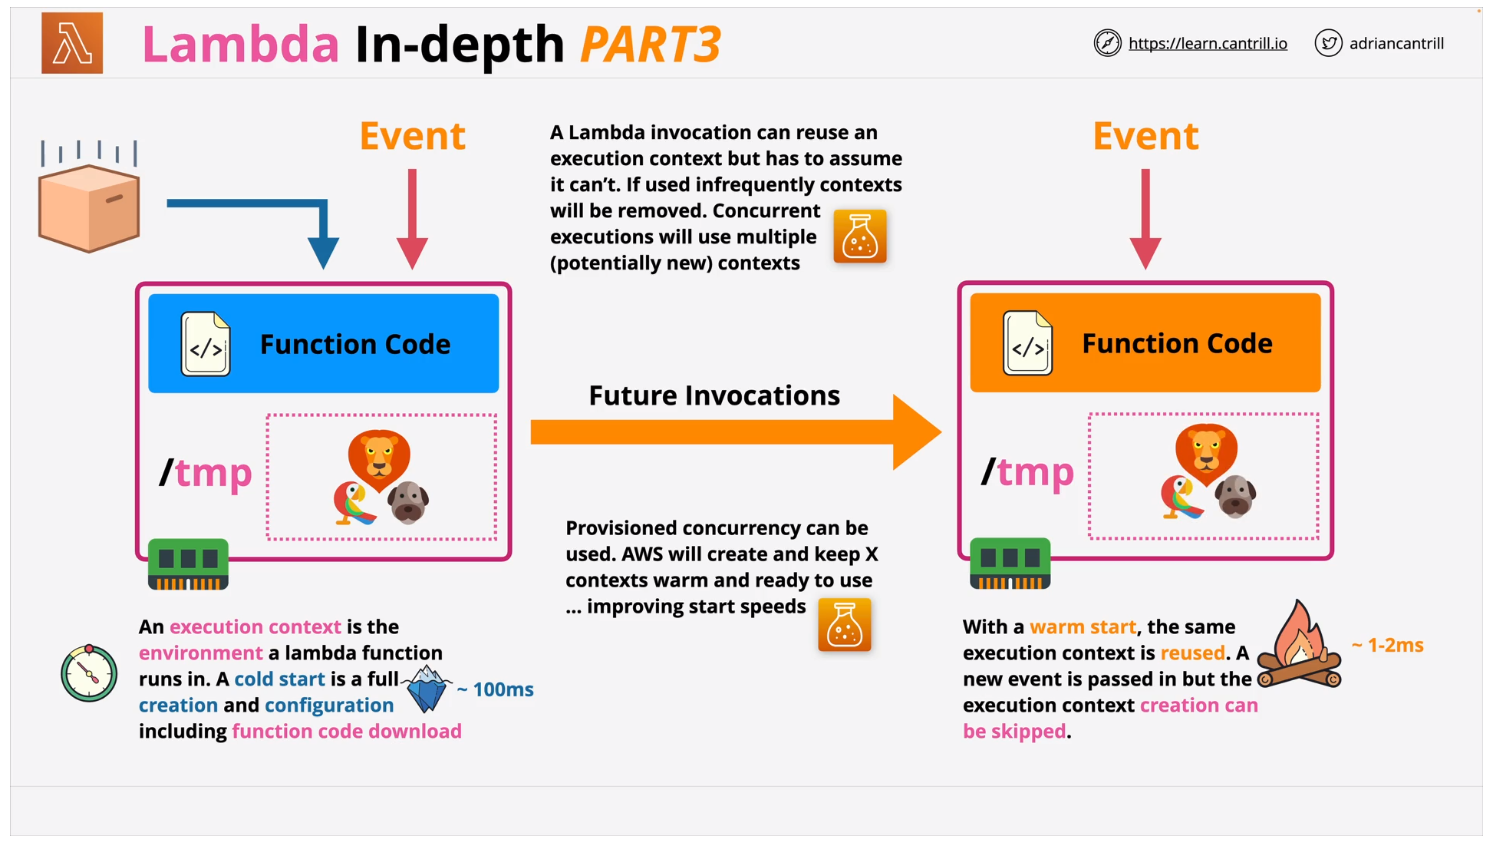 Lambda In-depth PART3
https://learn.cantrill.io
adriancantrill
Event
A Lambda invocation can reuse an
execution context but has to assume
it can’t. If used infrequently contexts
will be removed. Concurrent
executions will use multiple
(potentially new) contexts
Event
</>
Function Code
/tmp
Future Invocations
</>
Function Code
/tmp
Provisioned concurrency can be
used. AWS will create and keep X
contexts warm and ready to use
... improving start speeds
An execution context is the
environment a lambda function
runs in. A cold start is a full
creation and configuration
including function code download
~ 100ms
With a warm start, the same
execution context is reused. A
new event is passed in but the
execution context creation can
be skipped.
~ 1-2ms